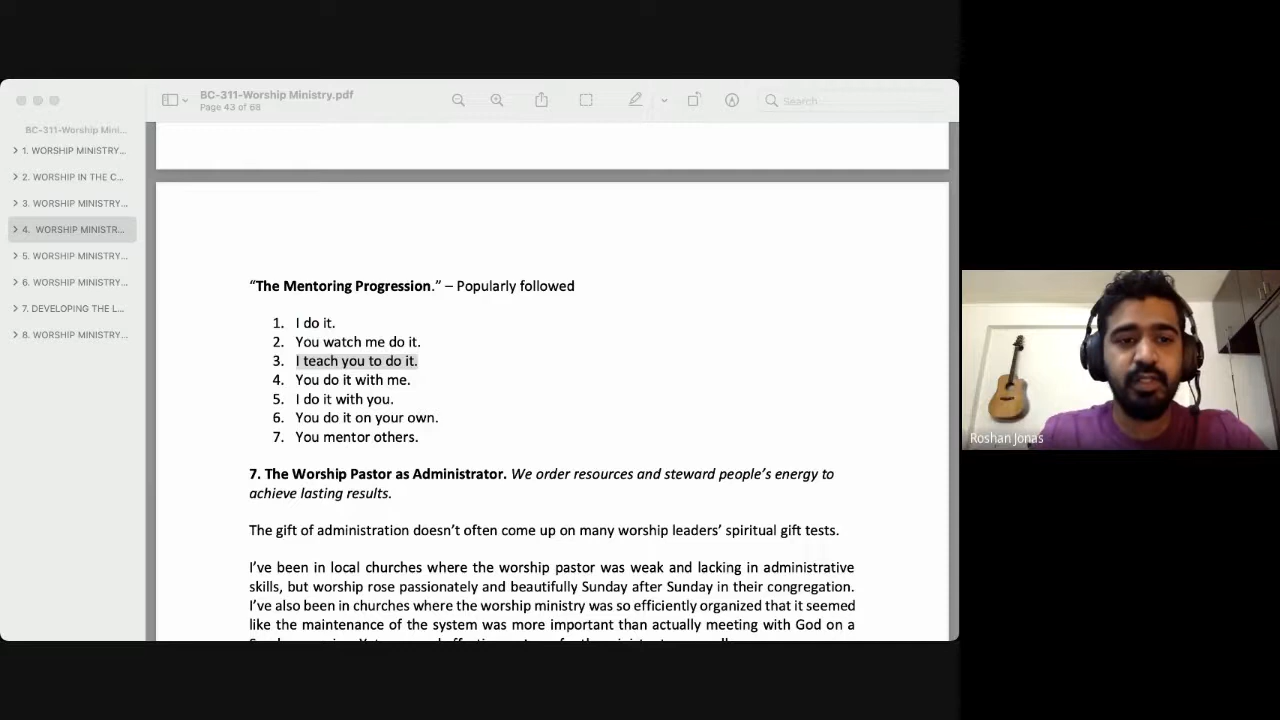 BC-311-Worship Ministry.pdf
Page 43 of 68
Search...
BC-311-Worship Mini...
1. WORSHIP MINISTRY...
2. WORSHIP IN THE C...
3. WORSHIP MINISTRY...
4. WORSHIP MINISTR...
5. WORSHIP MINISTRY...
6. WORSHIP MINISTRY...
7. DEVELOPING THE L...
8. WORSHIP MINISTRY...
“The Mentoring Progression.” – Popularly followed
1. I do it.
2. You watch me do it.
3. I teach you to do it.
4. You do it with me.
5. I do it with you.
6. You do it on your own.
7. You mentor others.
7. The Worship Pastor as Administrator. We order resources and steward people’s energy to
achieve lasting results.
The gift of administration doesn’t often come up on many worship leaders’ spiritual gift tests.
I’ve been in local churches where the worship pastor was weak and lacking in administrative
skills, but worship rose passionately and beautifully Sunday after Sunday in their congregation.
I’ve also been in churches where the worship ministry was so efficiently organized that it seemed
like the maintenance of the system was more important than actually meeting with God on a
Roshan Jonas